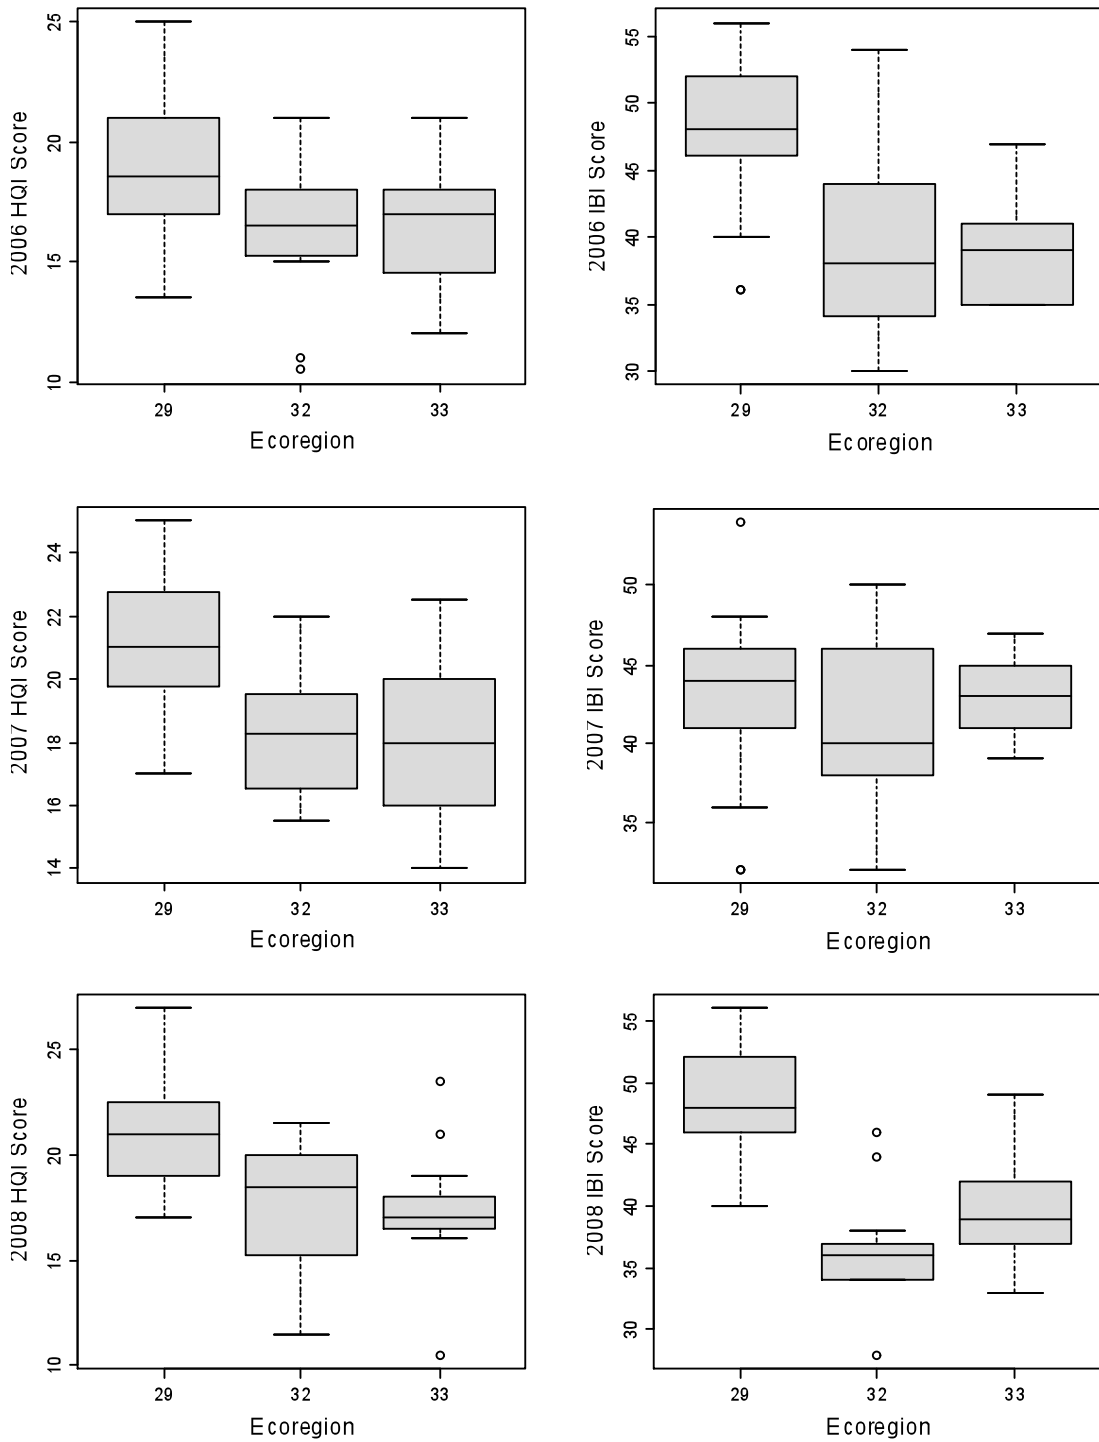 2006 HQI Score
25
20
15
10
29 32 33
Ecoregion
2006 IBI Score
55
50
45
40
35
30
29 32 33
Ecoregion
2007 HQI Score
24
22
20
18
16
14
29 32 33
Ecoregion
2007 IBI Score
50
45
40
35
29 32 33
Ecoregion
2008 HQI Score
25
20
15
10
29 32 33
Ecoregion
2008 IBI Score
55
50
45
40
35
30
29 32 33
Ecoregion